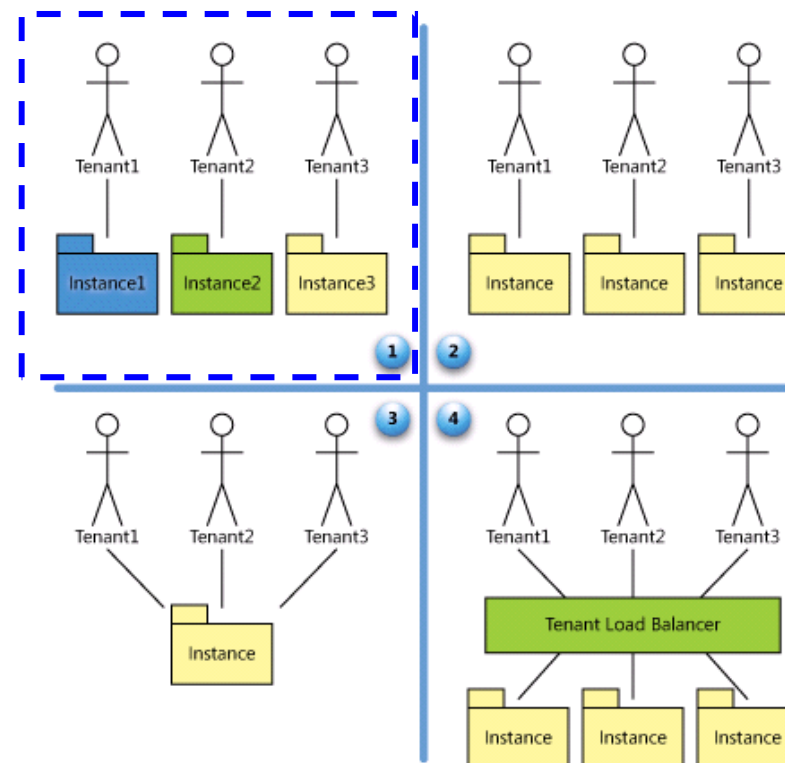 Tenant1 Tenant2 Tenant3
Instance1 Instance2 Instance3
1
Tenant1 Tenant2 Tenant3
Instance Instance Instance
2
3
Tenant1 Tenant2 Tenant3
Instance
4
Tenant1 Tenant2 Tenant3
Tenant Load Balancer
Instance Instance Instance